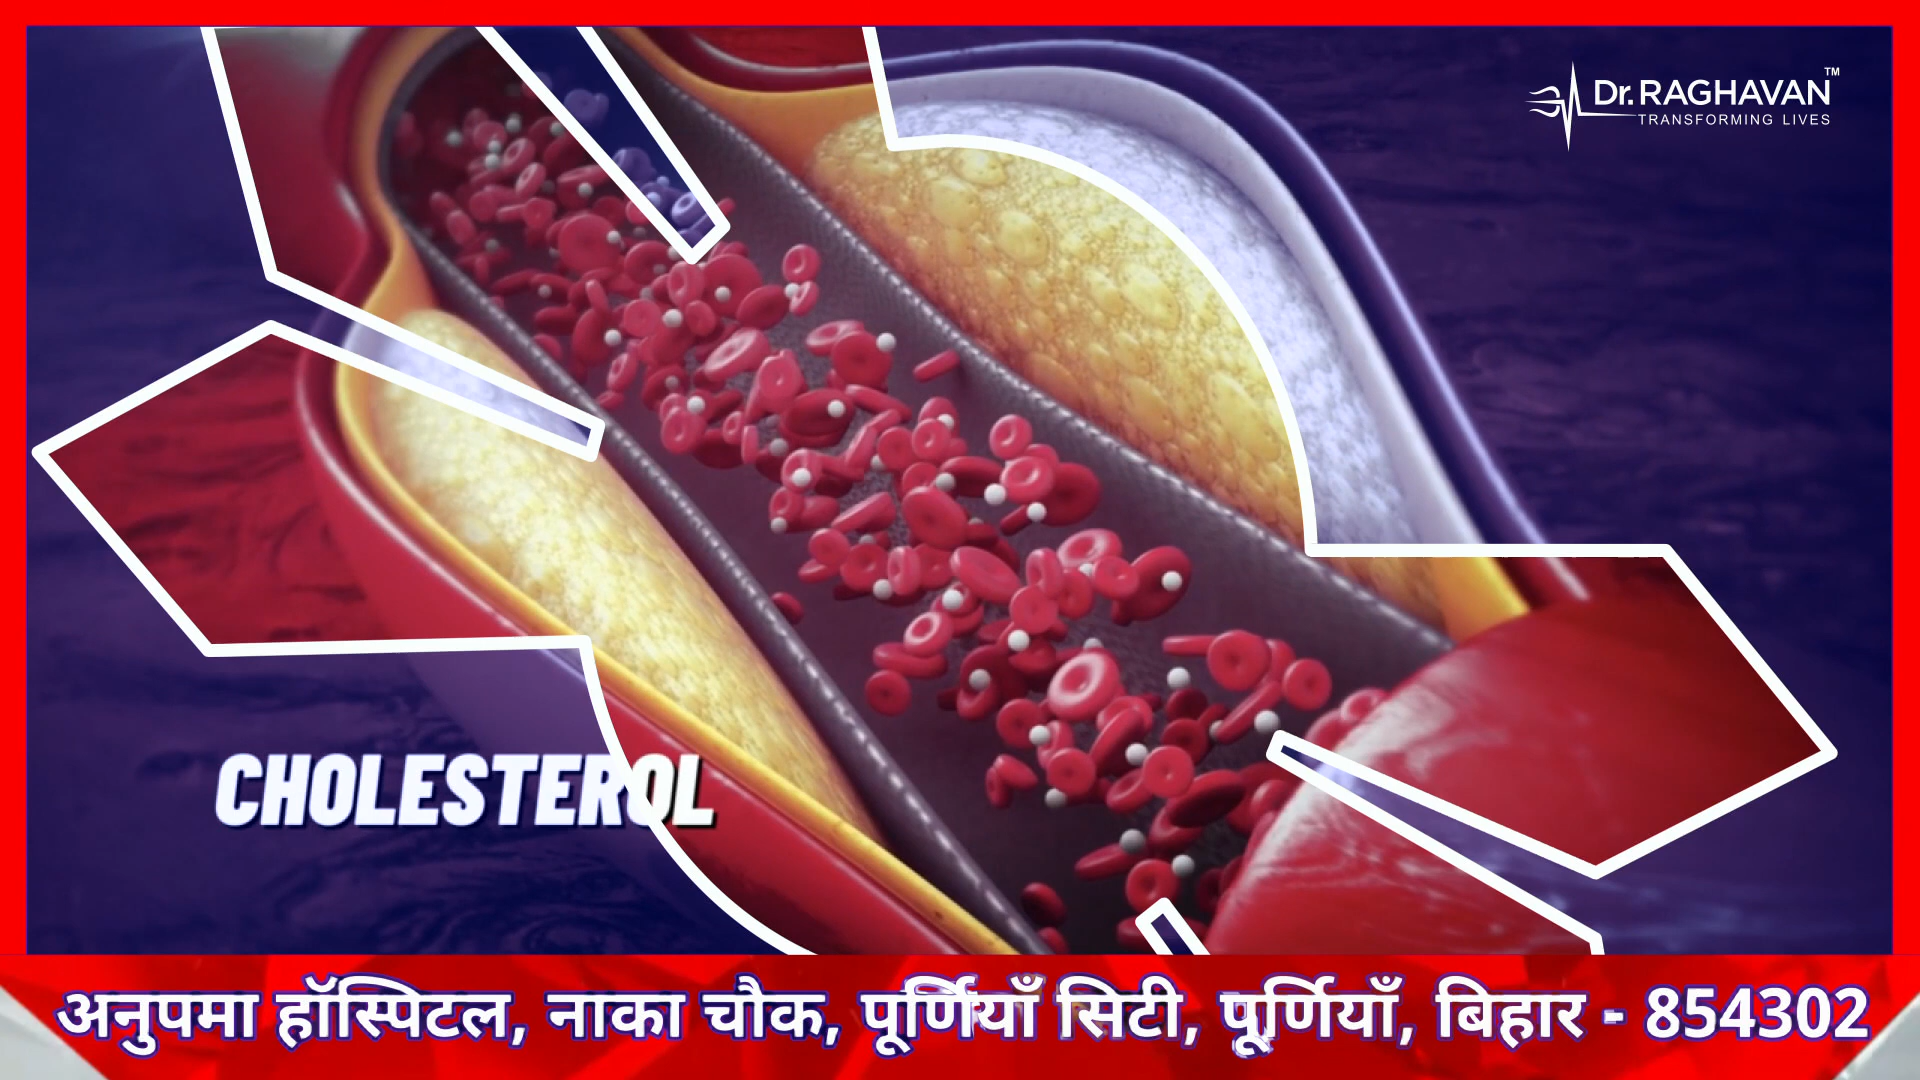 Dr.RAGHAVAN™
TRANSFORMING LIVES
CHOLESTEROL
अनुपमा हॉस्पिटल, नाका चौक, पूर्णियाँ सिटी, पूर्णियाँ, बिहार - 854302